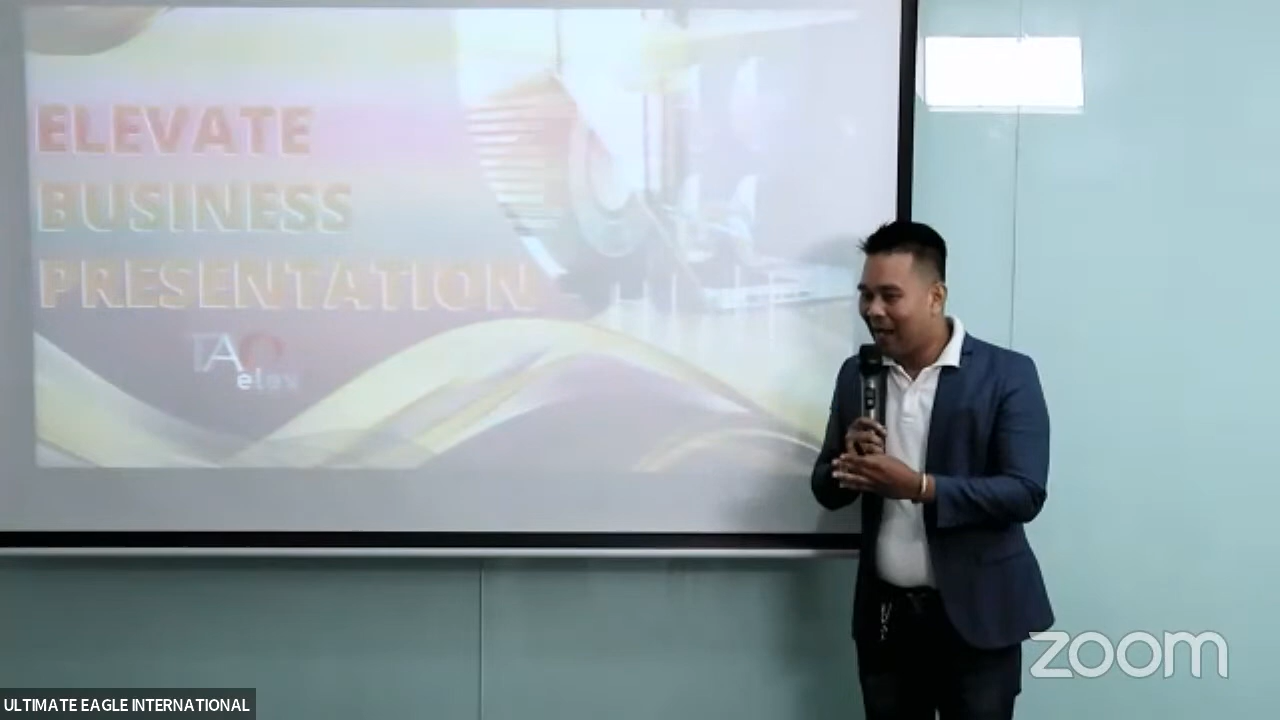 ELEVATE
BUSINESS
PRESENTATION
zoom
ULTIMATE EAGLE INTERNATIONAL